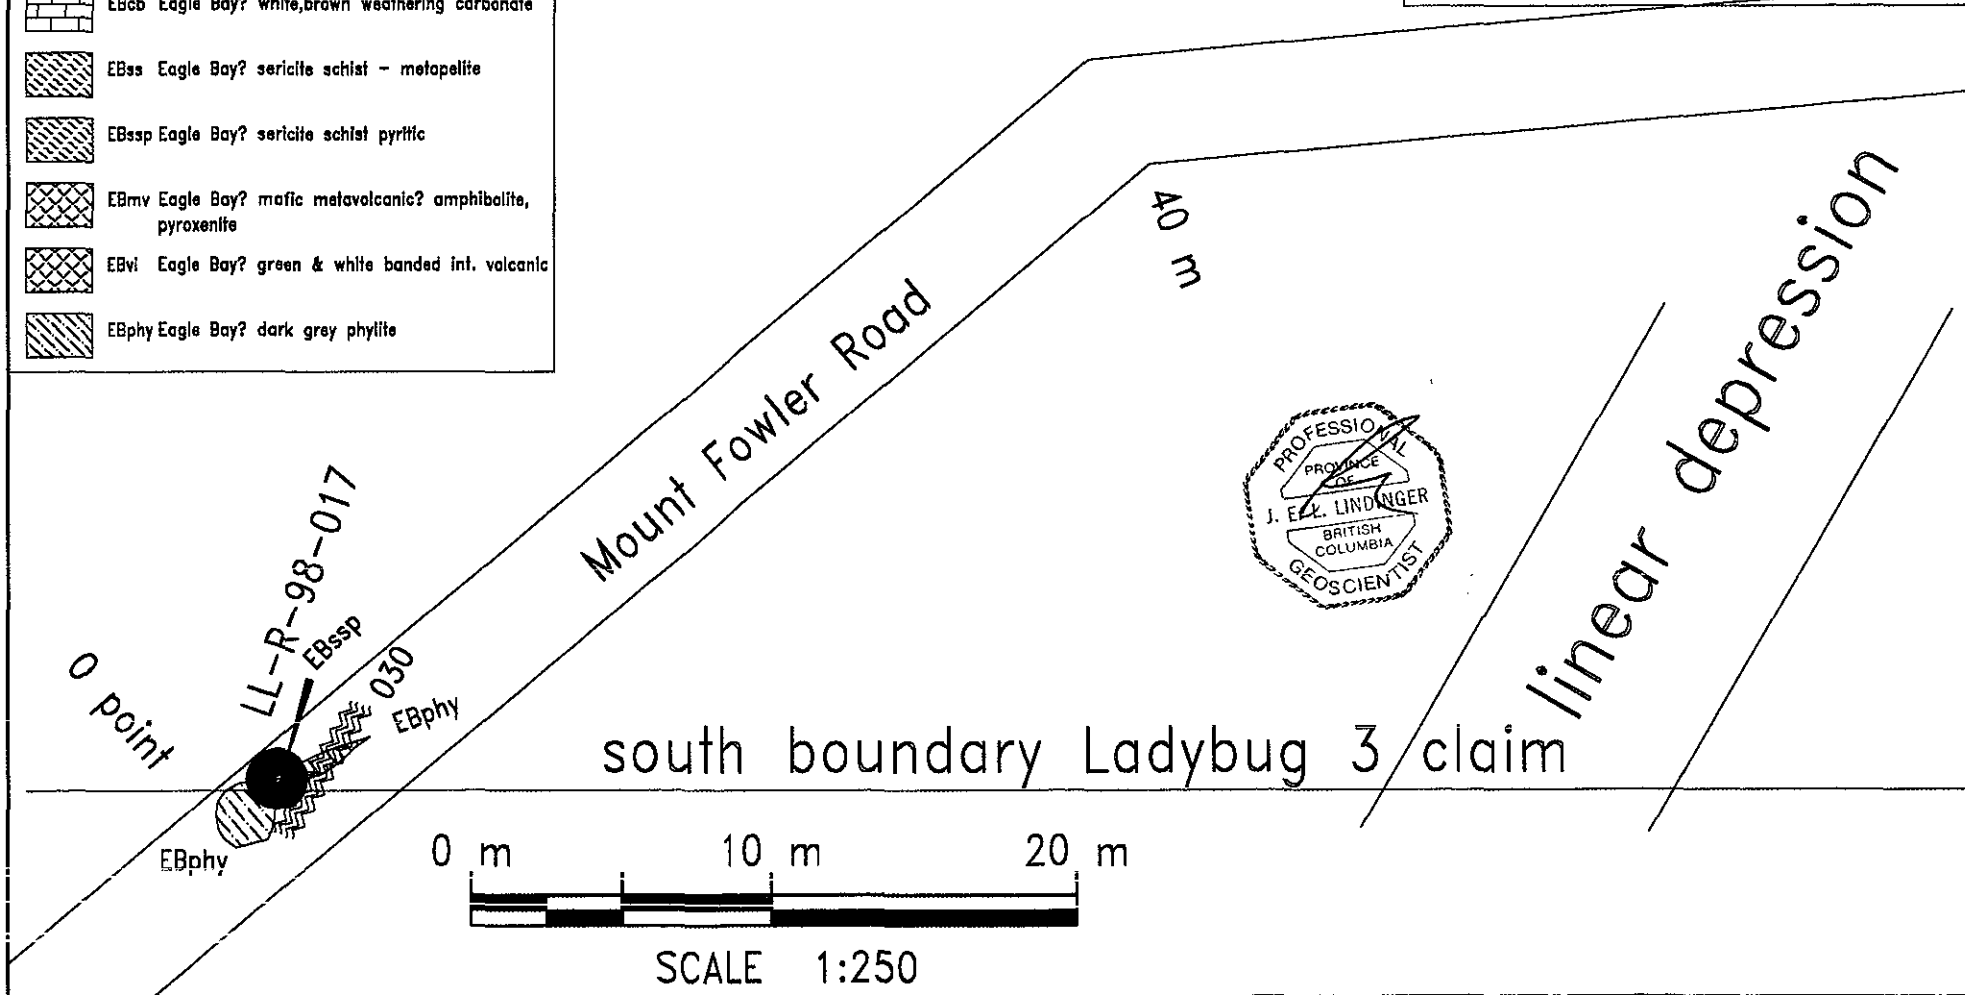 EBcb Eagle Bay? white,brown weathering carbonate
EBss Eagle Bay? sericite schist - metapelite
EBssp Eagle Bay? sericite schist pyritic
EBmv Eagle Bay? mafic metavolcanic? amphibolite,
pyroxenite
EBvi Eagle Bay? green & white banded int. volcanic
EBphy Eagle Bay? dark grey phylite
40 m
Mount Fowler Road
linear depression
PROFESSIONAL
PROVINCE
OF
J. E. L. LINDINGER
BRITISH
COLUMBIA
GEOSCIENTIST
LL-R-98-017
EBssp
030
EBphy
0 point
south boundary Ladybug 3 claim
EBphy
0 m 10 m 20 m
SCALE 1:250